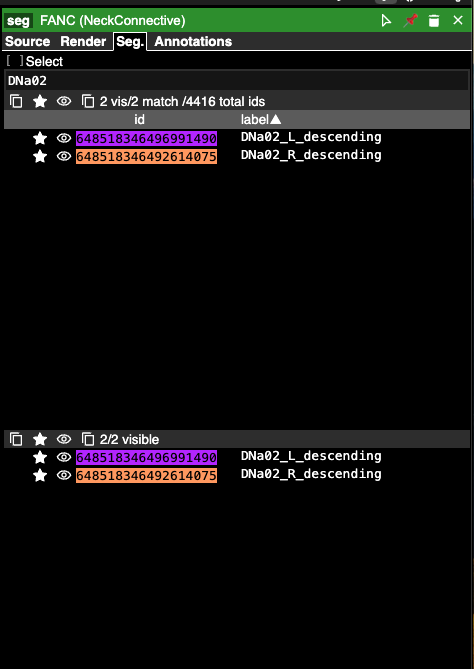 seg FANC (NeckConnective)
Source Render Seg. Annotations
[ ]Select
DNa02
2 vis/2 match /4416 total ids
id label▲
648518346496991490 DNa02_L_descending
648518346492614075 DNa02_R_descending
2/2 visible
648518346496991490 DNa02_L_descending
648518346492614075 DNa02_R_descending